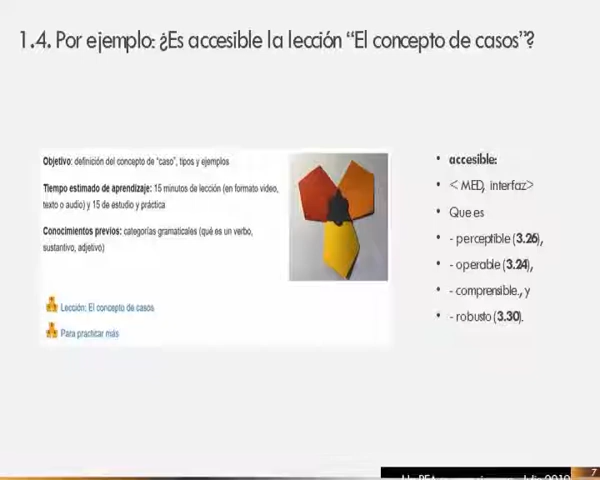 1.4. Por ejemplo: ¿Es accesible la lección “El concepto de casos”?
Objetivo: definición del concepto de "caso", tipos y ejemplos
Tiempo estimado de aprendizaje: 15 minutos de lección (en formato vídeo,
texto o audio) y 15 de estudio y práctica
Conocimientos previos: categorías gramaticales (qué es un verbo,
sustantivo, adjetivo)
Lección: El concepto de casos
Para practicar más
• accesible:
• < MED, interfaz>
• Que es
• - perceptible (3.26),
• - operable (3.24),
• - comprensible., y
• - robusto (3.30).
7